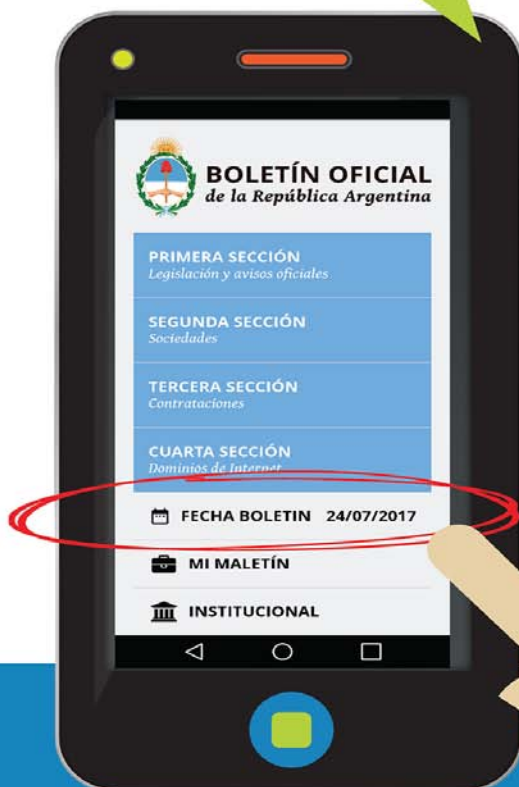 BOLETÍN OFICIAL
de la República Argentina
PRIMERA SECCIÓN
Legislación y avisos oficiales
SEGUNDA SECCIÓN
Sociedades
TERCERA SECCIÓN
Contrataciones
CUARTA SECCIÓN
Dominios de Internet
FECHA BOLETIN 24/07/2017
MI MALETÍN
INSTITUCIONAL